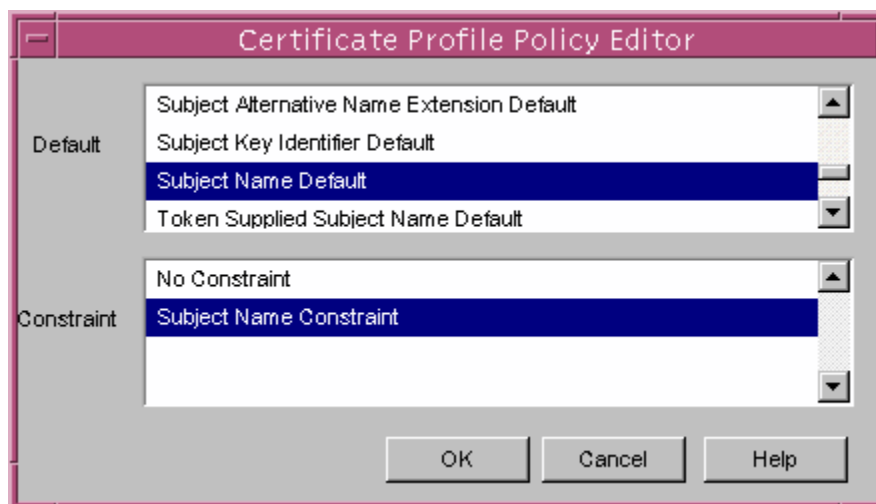 Certificate Profile Policy Editor
Default
Subject Alternative Name Extension Default
Subject Key Identifier Default
Subject Name Default
Token Supplied Subject Name Default
Constraint
No Constraint
Subject Name Constraint
OK
Cancel
Help